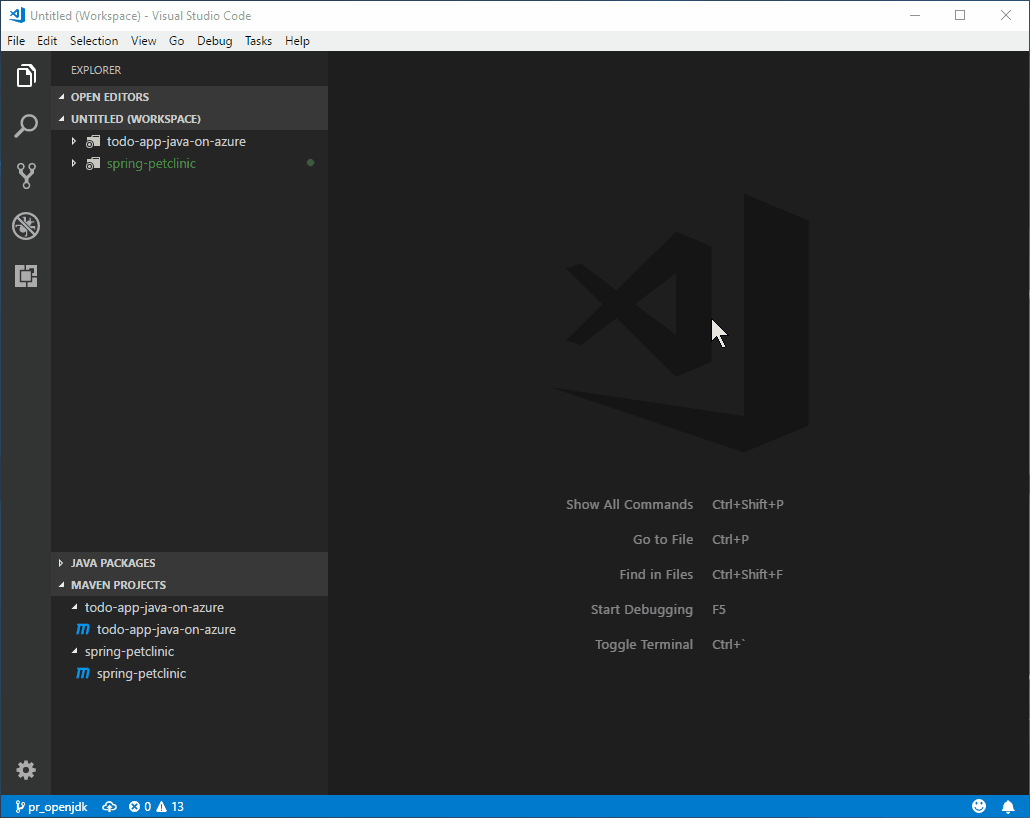 Untitled (Workspace) - Visual Studio Code
File Edit Selection View Go Debug Tasks Help
EXPLORER
OPEN EDITORS
UNTITLED (WORKSPACE)
todo-app-java-on-azure
spring-petclinic
JAVA PACKAGES
MAVEN PROJECTS
todo-app-java-on-azure
todo-app-java-on-azure
spring-petclinic
spring-petclinic
Show All Commands Ctrl+Shift+P
Go to File Ctrl+P
Find in Files Ctrl+Shift+F
Start Debugging F5
Toggle Terminal Ctrl+`
pr_openjdk 0 13